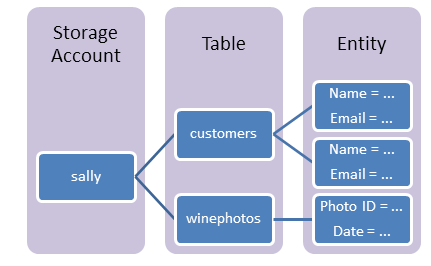 Storage
Account
Table
Entity
sally
customers
winephotos
Name = ...
Email = ...
Name = ...
Email = ...
Photo ID = ...
Date = ...